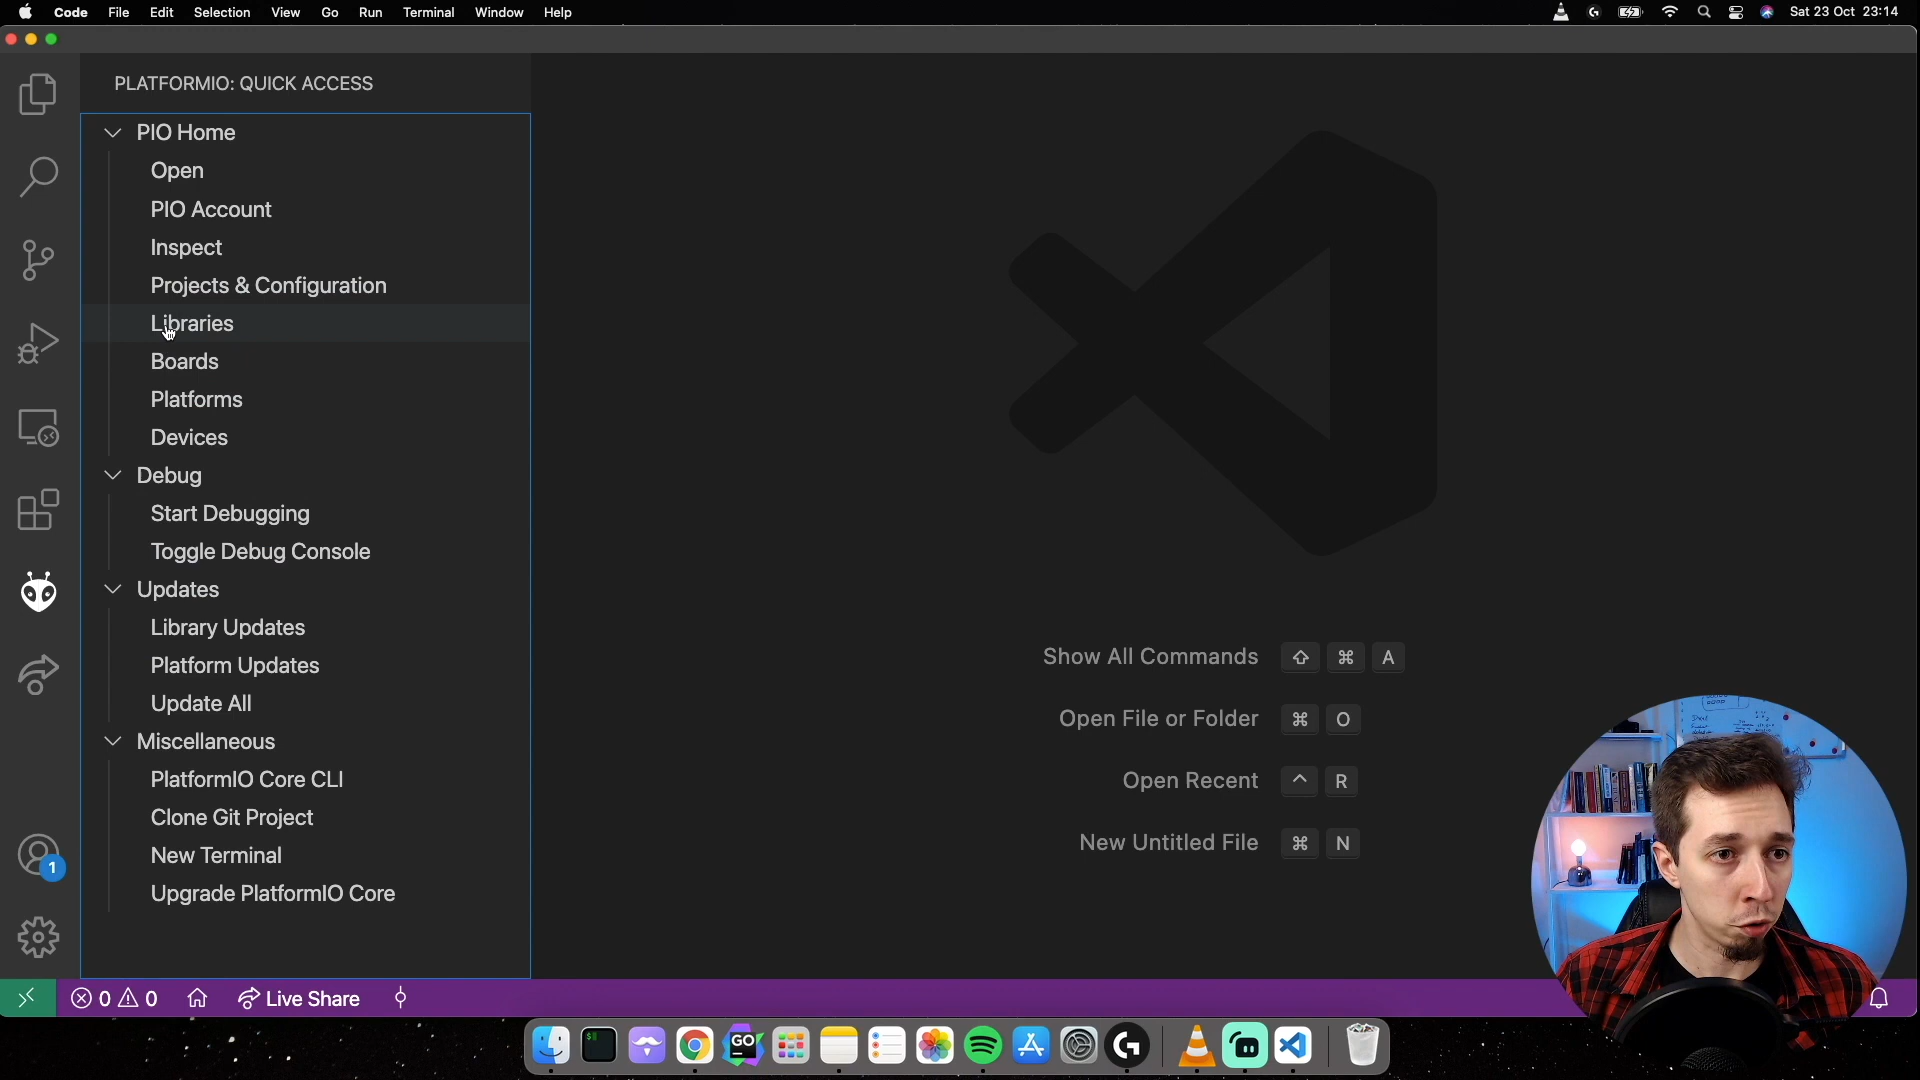 Code File Edit Selection View Go Run Terminal Window Help Sat 23 Oct 23:14
PLATFORMIO: QUICK ACCESS
PIO Home
Open
PIO Account
Inspect
Projects & Configuration
Libraries
Boards
Platforms
Devices
Debug
Start Debugging
Toggle Debug Console
Updates
Library Updates
Platform Updates
Update All
Miscellaneous
PlatformIO Core CLI
Clone Git Project
New Terminal
Upgrade PlatformIO Core
Show All Commands ⇧ ⌘ A
Open File or Folder ⌘ O
Open Recent ^ R
New Untitled File ⌘ N
1
0 0 Live Share
GO